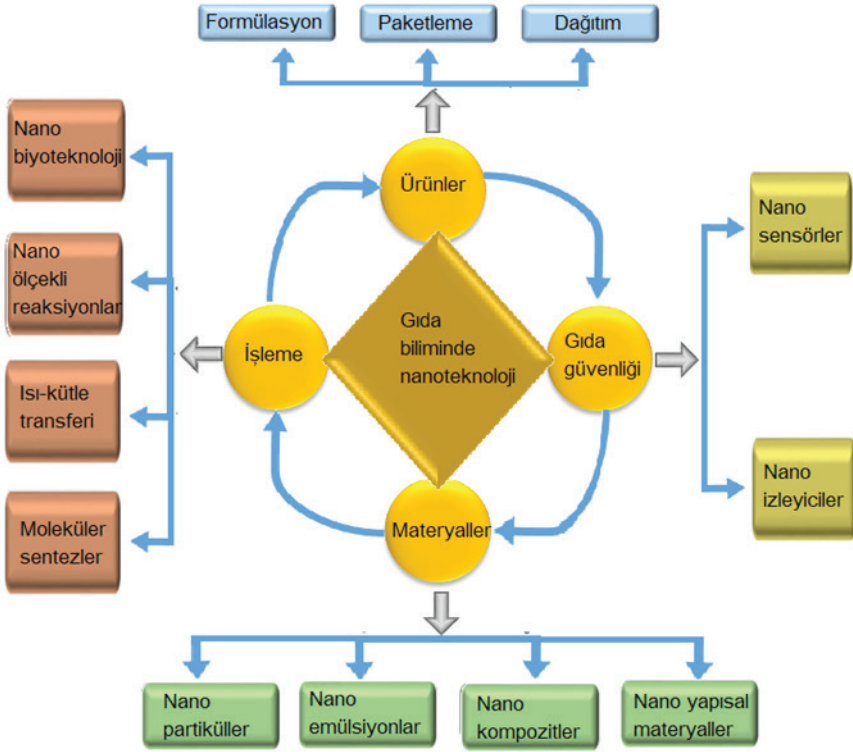 Formülasyon
Paketleme
Dağıtım
Nano
biyoteknoloji
Nano
ölçekli
reaksiyonlar
Isı-kütle
transferi
Moleküler
sentezler
Ürünler
İşleme
Gıda
biliminde
nanoteknoloji
Gıda
güvenliği
Materyaller
Nano
sensörler
Nano
izleyiciler
Nano
partiküller
Nano
emülsiyonlar
Nano
kompozitler
Nano yapısal
materyaller